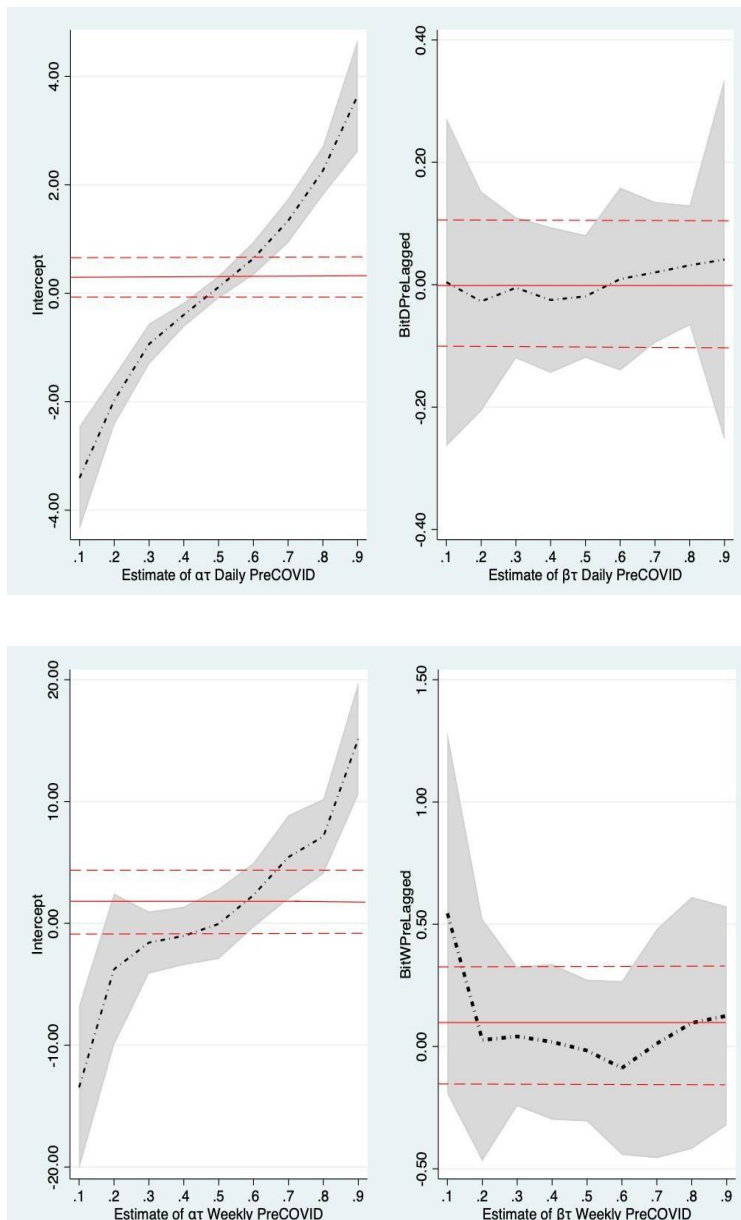 4.00
2.00
0.00
-2.00
-4.00
Intercept
.1 .2 .3 .4 .5 .6 .7 .8 .9
Estimate of ατ Daily PreCOVID
0.40
0.20
0.00
-0.20
-0.40
BitDPreLagged
.1 .2 .3 .4 .5 .6 .7 .8 .9
Estimate of βτ Daily PreCOVID
20.00
10.00
0.00
-10.00
-20.00
Intercept
.1 .2 .3 .4 .5 .6 .7 .8 .9
Estimate of ατ Weekly PreCOVID
1.50
1.00
0.50
0.00
-0.50
BitWPreLagged
.1 .2 .3 .4 .5 .6 .7 .8 .9
Estimate of βτ Weekly PreCOVID